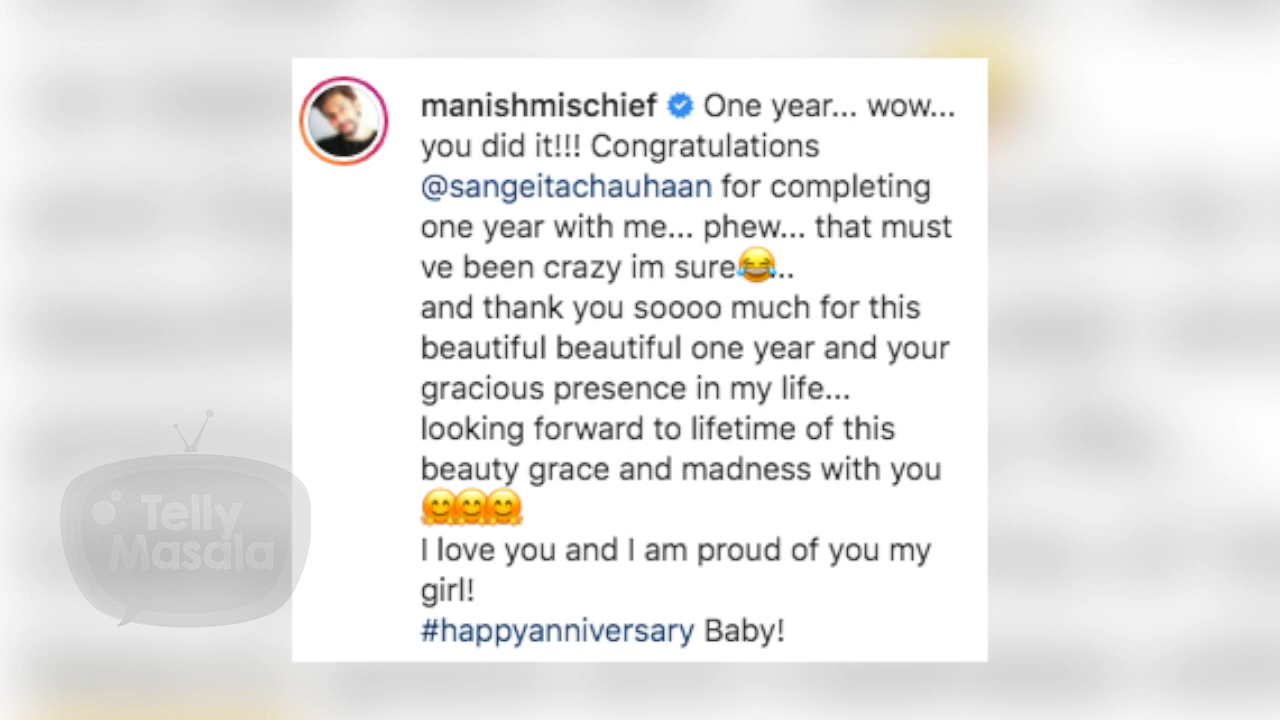 manishmischief One year... wow...
you did it!!! Congratulations
@sangeitachauhaan for completing
one year with me... phew... that must
ve been crazy im sure😂...
and thank you soooo much for this
beautiful beautiful one year and your
gracious presence in my life...
looking forward to lifetime of this
beauty grace and madness with you
🤗🤗🤗
I love you and I am proud of you my
girl!
#happyanniversary Baby!
Telly
Masala